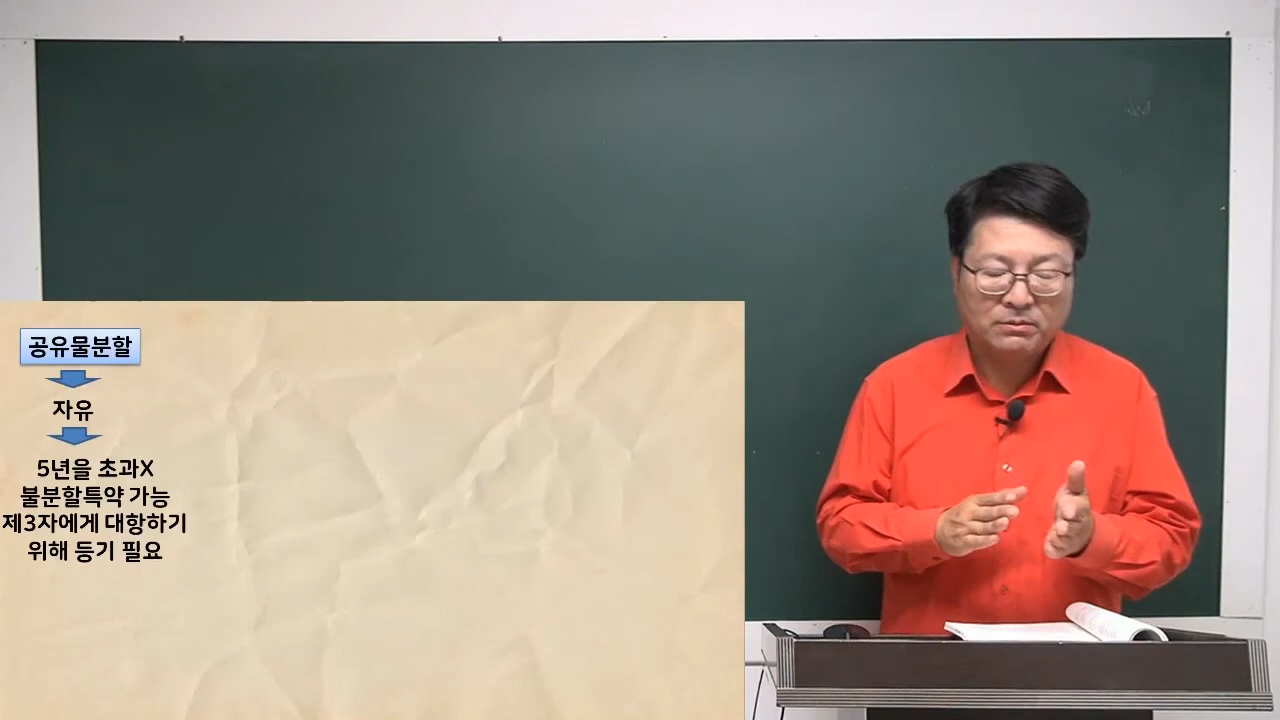 공유물분할
자유
5년을 초과X
불분할특약 가능
제3자에게 대항하기
위해 등기 필요